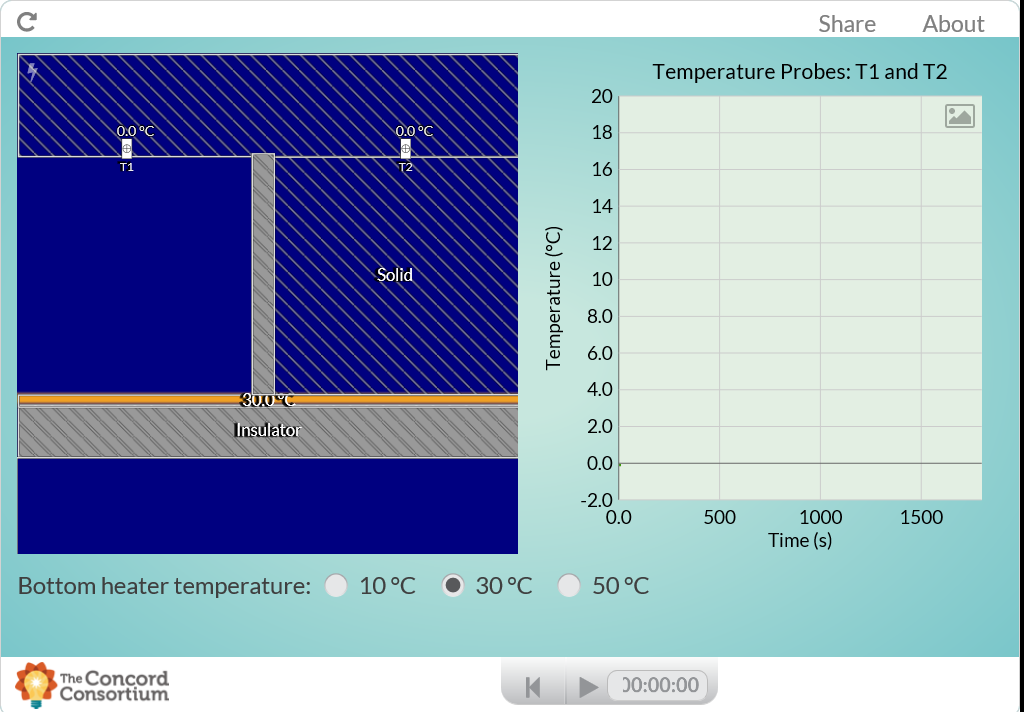 Share About
Temperature Probes: T1 and T2
0.0 °C 0.0 °C
T1 T2
Solid
30.0 °C
Insulator
Temperature (°C)
20
18
16
14
12
10
8.0
6.0
4.0
2.0
0.0
-2.0
0.0 500 1000 1500
Time (s)
Bottom heater temperature: 10 °C 30 °C 50 °C
The Concord
Consortium
00:00:00